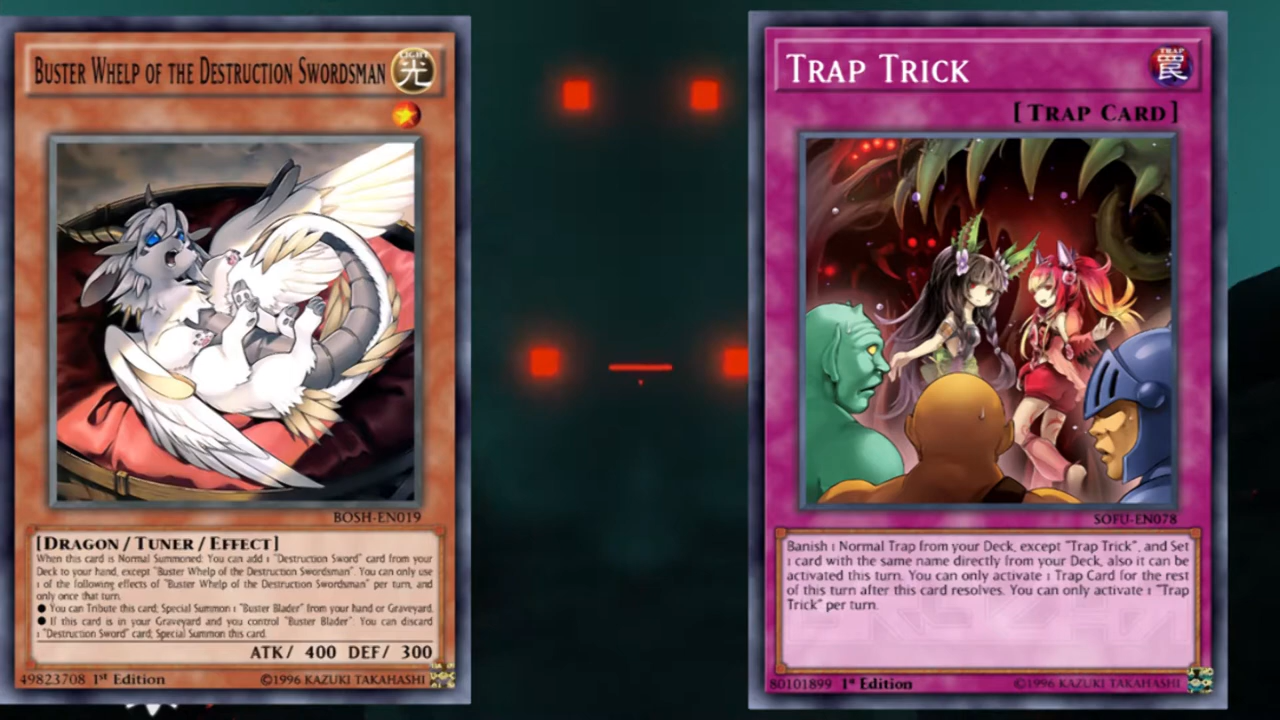 BUSTER WHELP OF THE DESTRUCTION SWORDSMAN
LIGHT
光
BOSH-EN019
[DRAGON / TUNER / EFFECT]
When this card is Normal Summoned: You can add 1 "Destruction Sword" card from your
Deck to your hand, except "Buster Whelp of the Destruction Swordsman". You can only use
1 of the following effects of "Buster Whelp of the Destruction Swordsman" per turn, and
only once that turn.
● You can Tribute this card; Special Summon 1 "Buster Blader" from your hand or Graveyard.
● If this card is in your Graveyard and you control "Buster Blader": You can discard
1 "Destruction Sword" card; Special Summon this card.
ATK/ 400 DEF/ 300
49823708 1st Edition ©1996 KAZUKI TAKAHASHI
TRAP TRICK
TRAP
罠
[TRAP CARD]
SOFU-EN078
Banish 1 Normal Trap from your Deck, except "Trap Trick", and Set
1 card with the same name directly from your Deck, also it can be
activated this turn. You can only activate 1 Trap Card for the rest
of this turn after this card resolves. You can only activate 1 "Trap
Trick" per turn.
80101899 1st Edition ©1996 KAZUKI TAKAHASHI